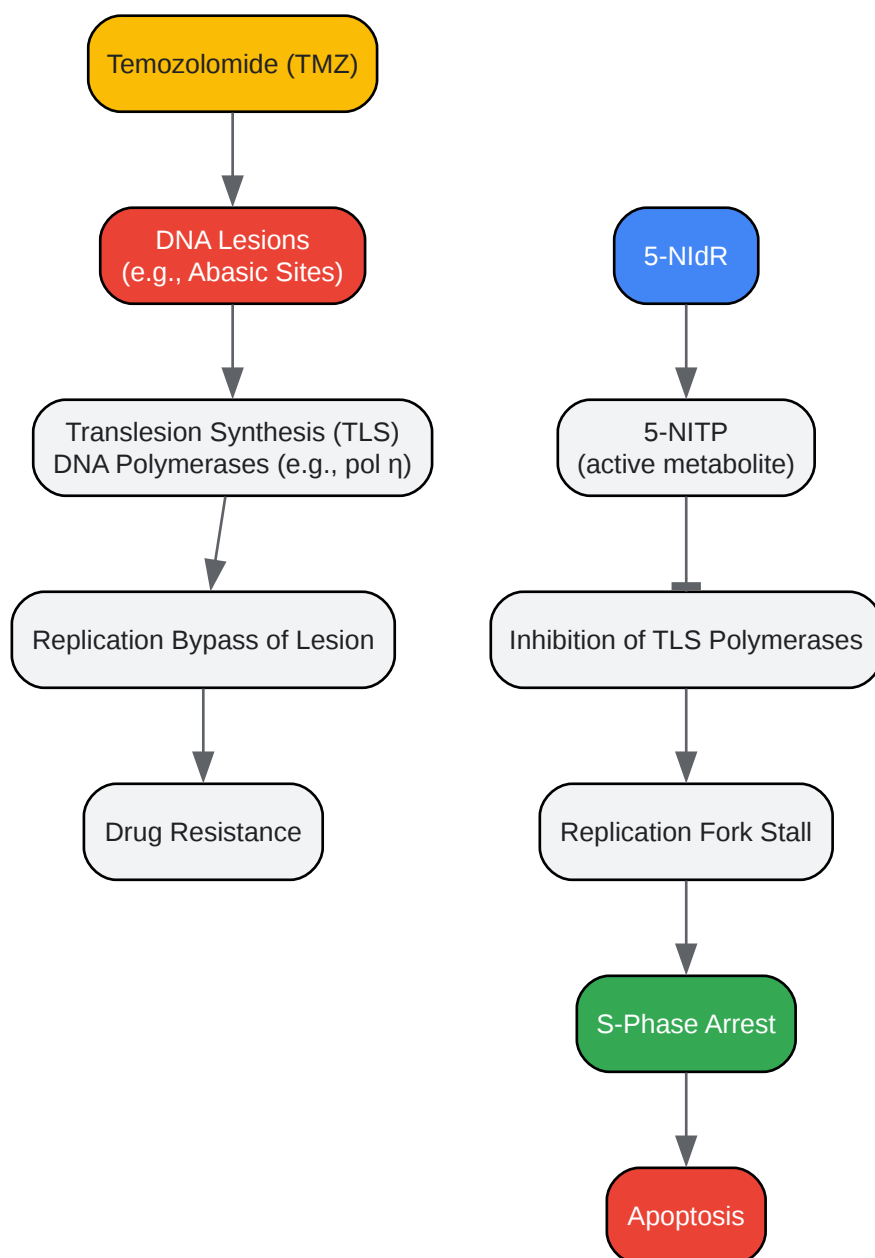 Temozolomide (TMZ)
DNA Lesions
(e.g., Abasic Sites)
Translesion Synthesis (TLS)
DNA Polymerases (e.g., pol η)
Replication Bypass of Lesion
Drug Resistance
5-NIdR
5-NITP
(active metabolite)
Inhibition of TLS Polymerases
Replication Fork Stall
S-Phase Arrest
Apoptosis